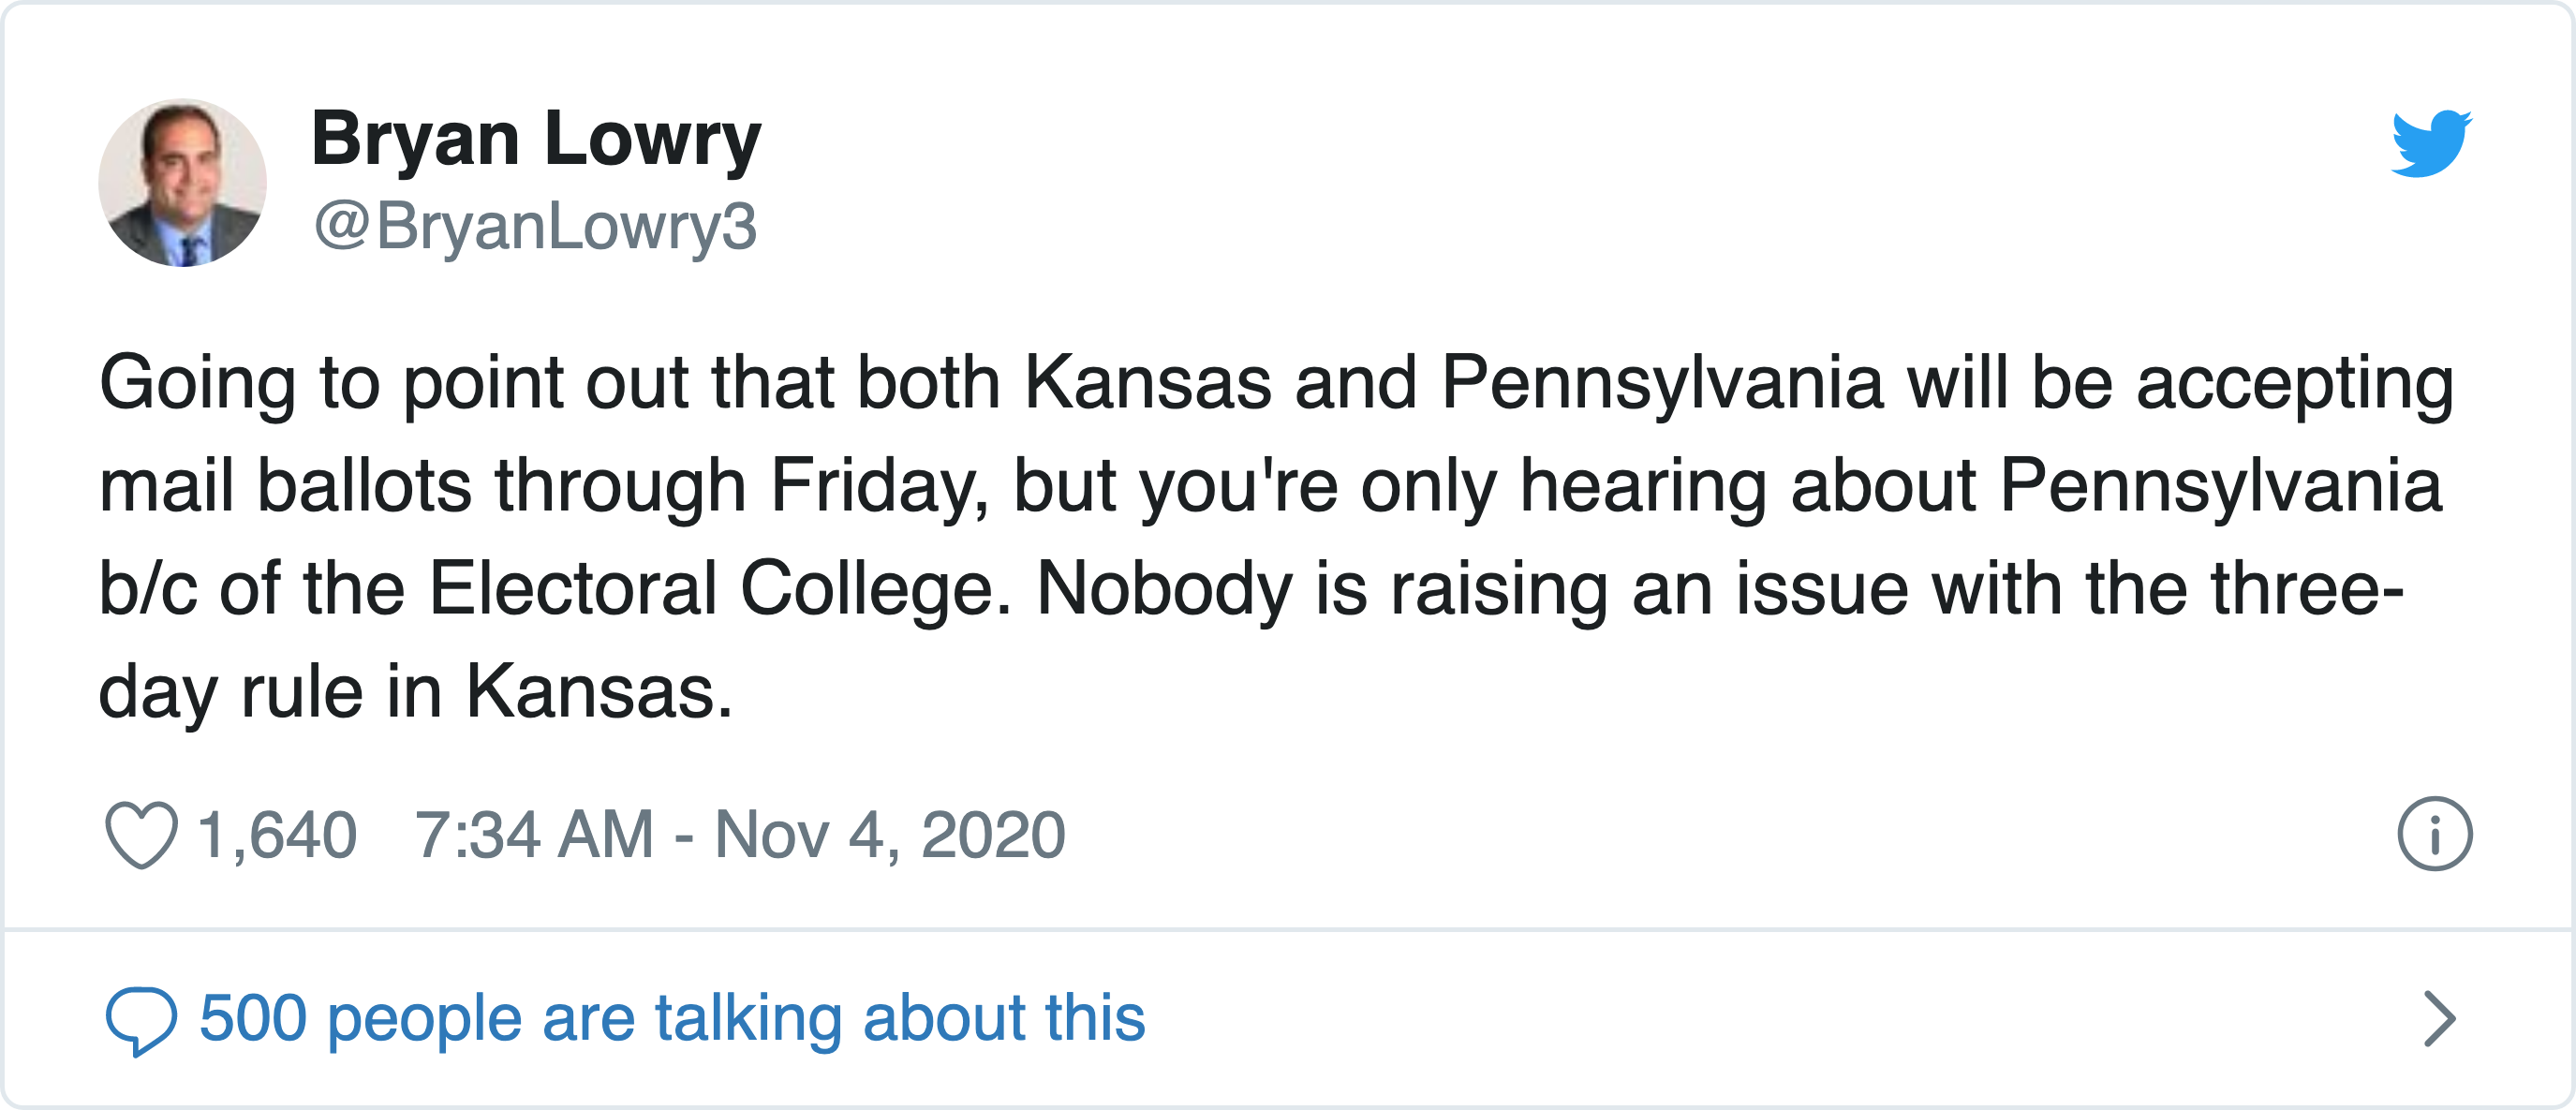 Bryan Lowry
@BryanLowry3
Going to point out that both Kansas and Pennsylvania will be accepting
mail ballots through Friday, but you're only hearing about Pennsylvania
b/c of the Electoral College. Nobody is raising an issue with the three-
day rule in Kansas.
1,640 7:34 AM - Nov 4, 2020
500 people are talking about this